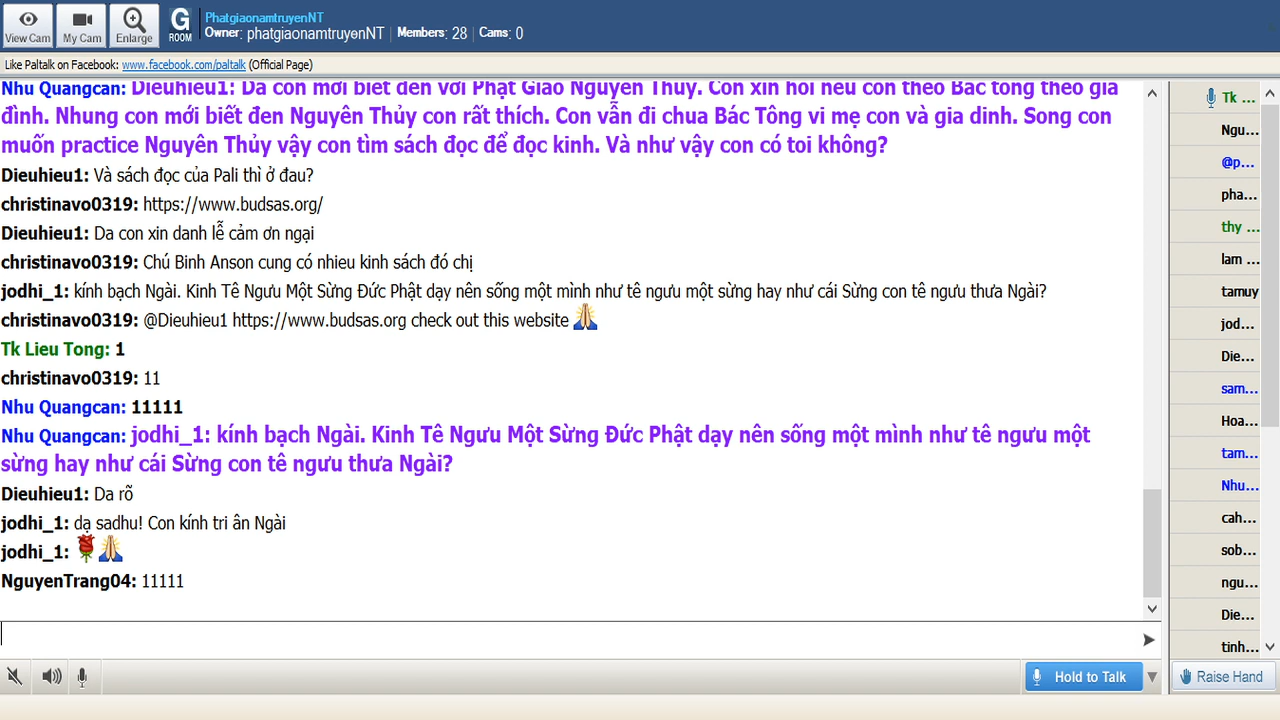 View Cam
My Cam
Enlarge
G
ROOM
PhatgiaonamtruyenNT
Owner: phatgiaonamtruyenNT | Members: 28 | Cams: 0
Like Paltalk on Facebook: www.facebook.com/paltalk (Official Page)
Nhu Quangcan: Dieuhieu1: Da con mới biết đến với Phật Giáo Nguyên Thủy. Con xin hỏi nếu con theo Bắc tông theo gia
đình. Nhưng con mới biết đen Nguyên Thủy con rất thích. Con vẫn đi chua Bác Tông vi mẹ con và gia dinh. Song con
muốn practice Nguyên Thủy vậy con tìm sách đọc để đọc kinh. Và như vậy con có toi không?
Dieuhieu1: Và sách đọc của Pali thì ở đau?
christinavo0319: https://www.budsas.org/
Dieuhieu1: Da con xin danh lễ cảm ơn ngại
christinavo0319: Chú Binh Anson cung có nhieu kinh sách đó chị
jodhi_1: kính bạch Ngài. Kinh Tê Ngưu Một Sừng Đức Phật dạy nên sống một mình như tê ngưu một sừng hay như cái Sừng con tê ngưu thưa Ngài?
christinavo0319: @Dieuhieu1 https://www.budsas.org check out this website
Tk Lieu Tong: 1
christinavo0319: 11
Nhu Quangcan: 11111
Nhu Quangcan: jodhi_1: kính bạch Ngài. Kinh Tê Ngưu Một Sừng Đức Phật dạy nên sống một mình như tê ngưu một
sừng hay như cái Sừng con tê ngưu thưa Ngài?
Dieuhieu1: Da rõ
jodhi_1: dạ sadhu! Con kính tri ân Ngài
jodhi_1:
NguyenTrang04: 11111
Tk ...
Ngu...
@p...
pha...
thy ...
lam ...
tamuy
jod...
Die...
sam...
Hoa...
tam...
Nhu...
cah...
sob...
ngu...
Die...
tinh...
Hold to Talk
Raise Hand